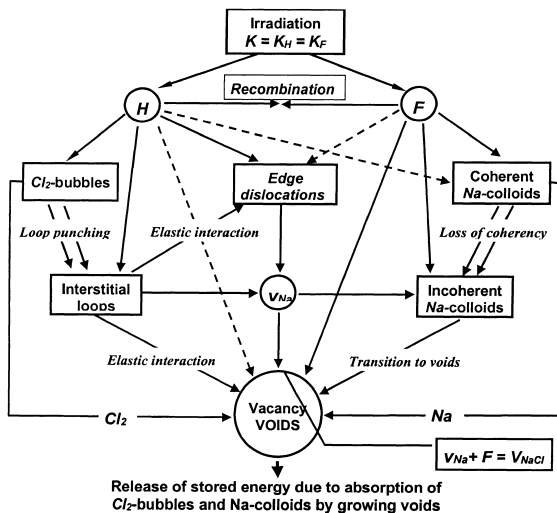 Irradiation
K = K_H = K_F
Recombination
H
F
Cl₂-bubbles
Edge
dislocations
Coherent
Na-colloids
Loop punching
Elastic interaction
Loss of coherency
Interstitial
loops
v_Na
Incoherent
Na-colloids
Elastic interaction
Transition to voids
Cl₂
Vacancy
VOIDS
Na
v_Na + F = V_NaCl
Release of stored energy due to absorption of
Cl₂-bubbles and Na-colloids by growing voids